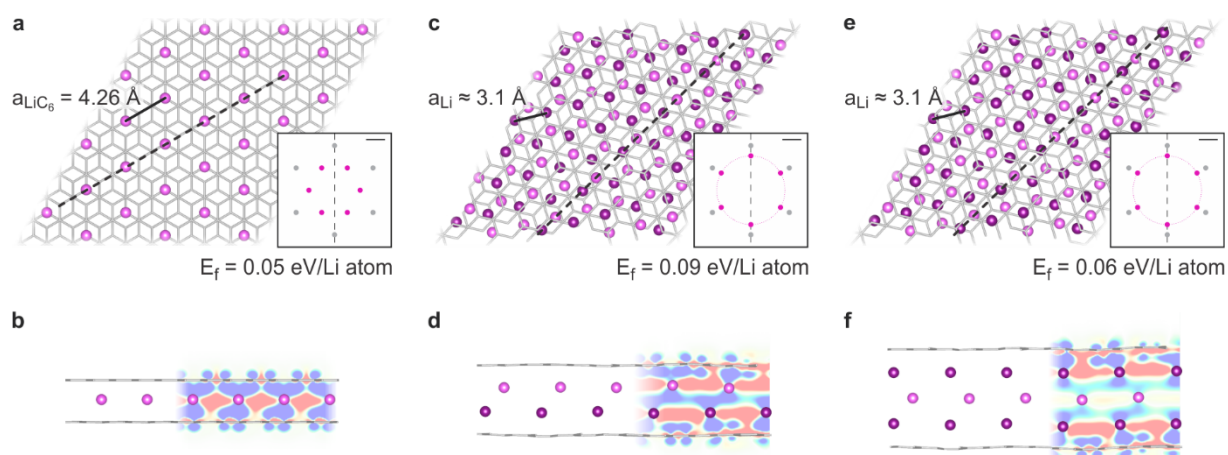 a
c
e
a_LiC₆ = 4.26 Å
a_Li ≈ 3.1 Å
a_Li ≈ 3.1 Å
E_f = 0.05 eV/Li atom
E_f = 0.09 eV/Li atom
E_f = 0.06 eV/Li atom
b
d
f